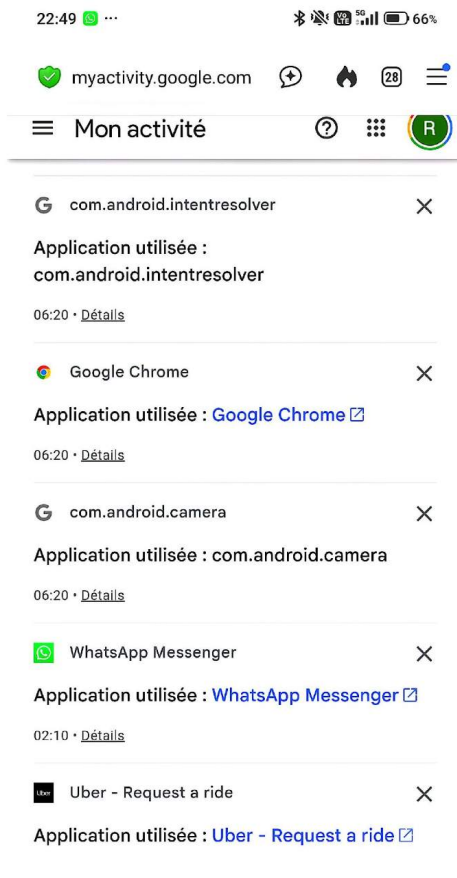 22:49 ... 5G 66%
myactivity.google.com 28
Mon activité R
com.android.intentresolver
Application utilisée :
com.android.intentresolver
06:20 • Détails
Google Chrome
Application utilisée : Google Chrome
06:20 • Détails
com.android.camera
Application utilisée : com.android.camera
06:20 • Détails
WhatsApp Messenger
Application utilisée : WhatsApp Messenger
02:10 • Détails
Uber Uber - Request a ride
Application utilisée : Uber - Request a ride